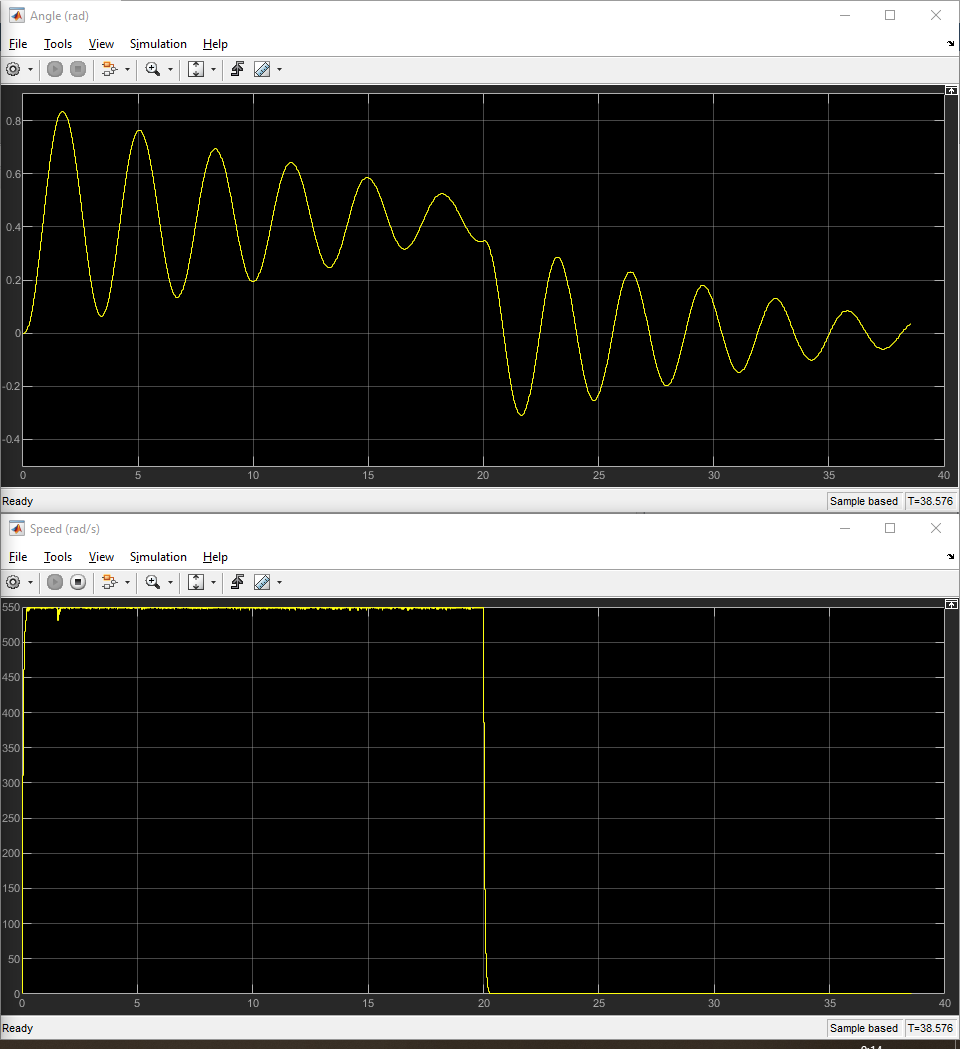 Angle (rad)
File Tools View Simulation Help
0.8
0.6
0.4
0.2
0
-0.2
-0.4
0 5 10 15 20 25 30 35 40
Ready Sample based T=38.576
Speed (rad/s)
File Tools View Simulation Help
550
500
450
400
350
300
250
200
150
100
50
0
0 5 10 15 20 25 30 35 40
Ready Sample based T=38.576